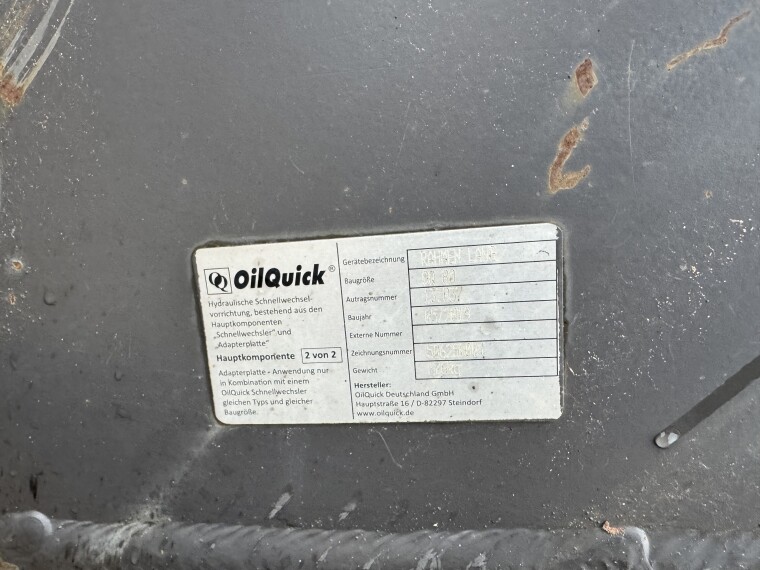 OilQuick®
Hydraulische Schnellwechsel-
vorrichtung, bestehend aus den
Hauptkomponenten
„Schnellwechsler" und
„Adapterplatte"
Hauptkomponente 2 von 2
Adapterplatte - Anwendung nur
in Kombination mit einem
OilQuick Schnellwechsler
gleichen Typs und gleicher
Baugröße.
Gerätebezeichnung
Baugröße
Autragsnummer
Baujahr
Externe Nummer
Zeichnungsnummer
Gewicht
Hersteller:
OilQuick Deutschland GmbH
Hauptstraße 16 / D-82297 Steindorf
www.oilquick.de